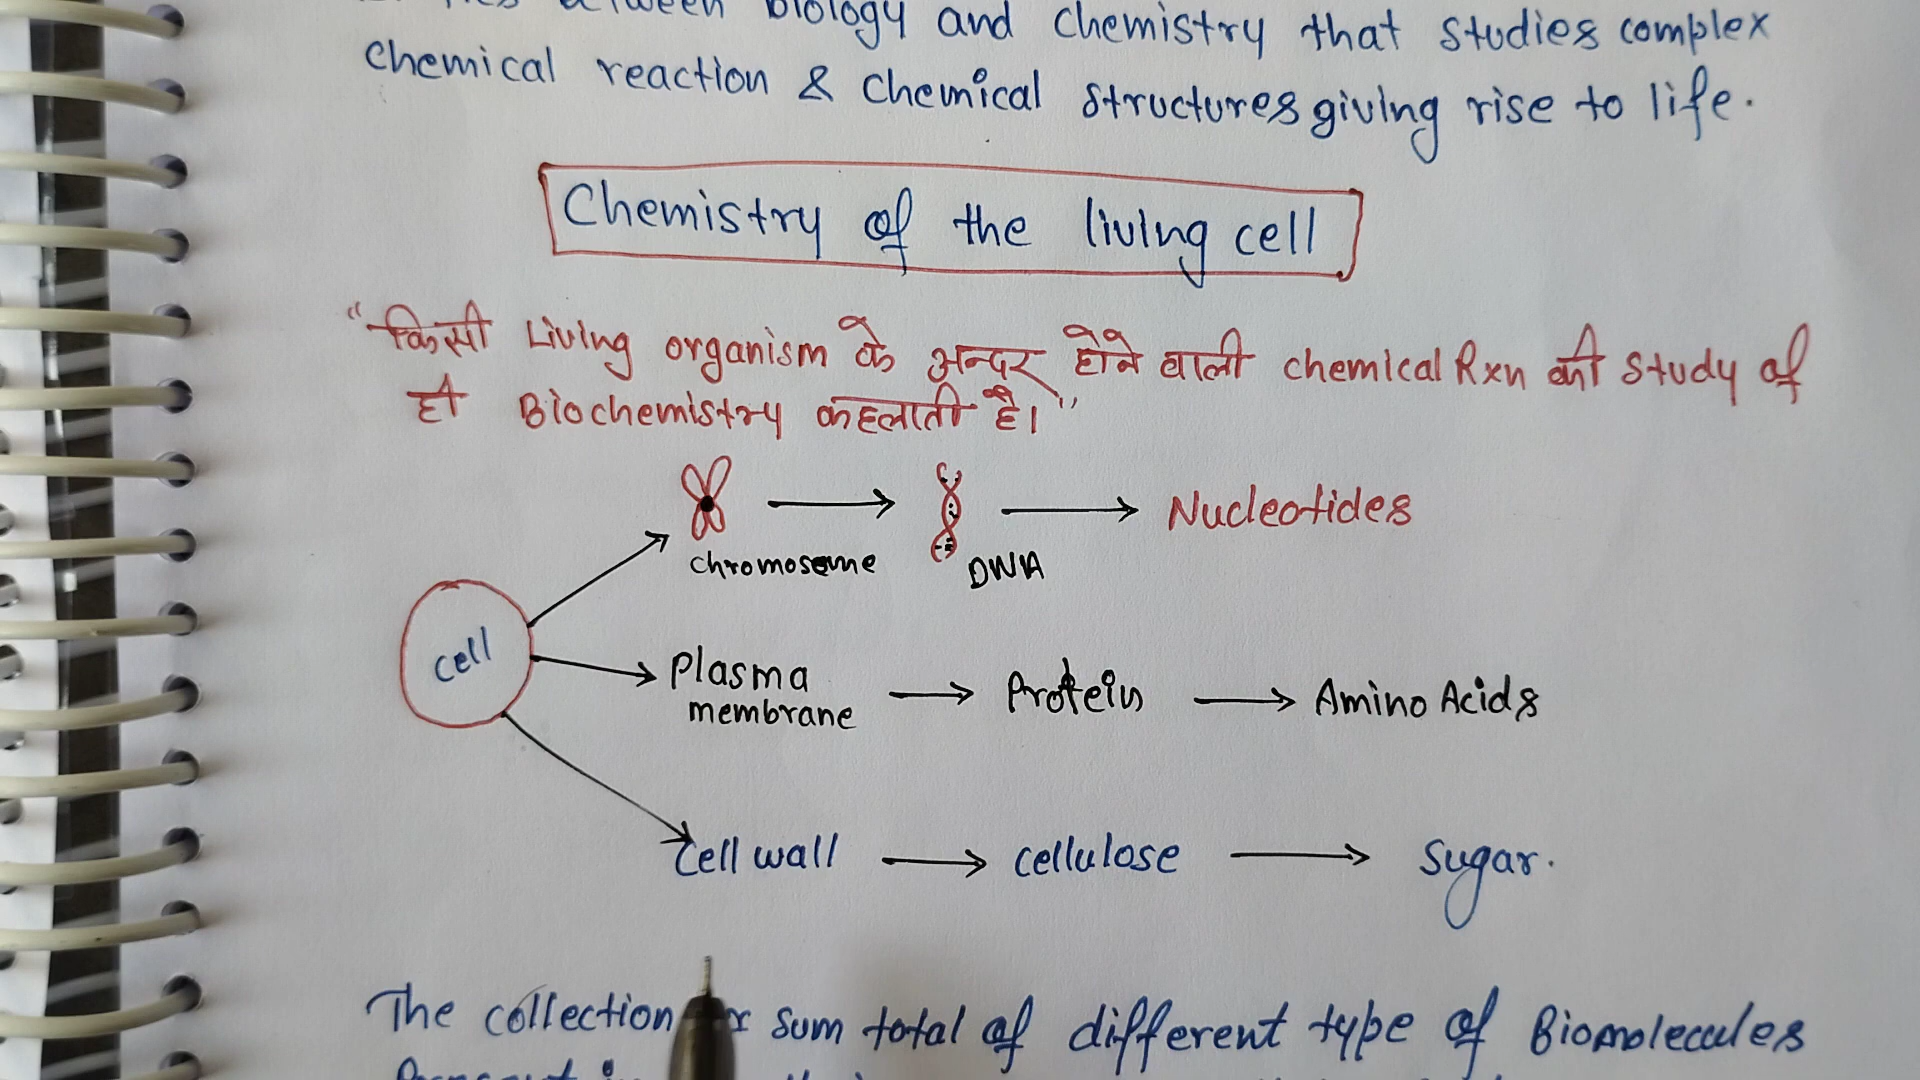 between biology and chemistry that studies complex
chemical reaction & chemical structures giving rise to life.
Chemistry of the living cell
"किसी Living organism के अन्दर होने वाली chemical Rxn की study of
ही Biochemistry कहलाती है।"
chromosome
DNA
Nucleotides
cell
Plasma
membrane
Protein
Amino Acids
Cell wall
cellulose
sugar.
The collection or sum total of different type of Biomolecules